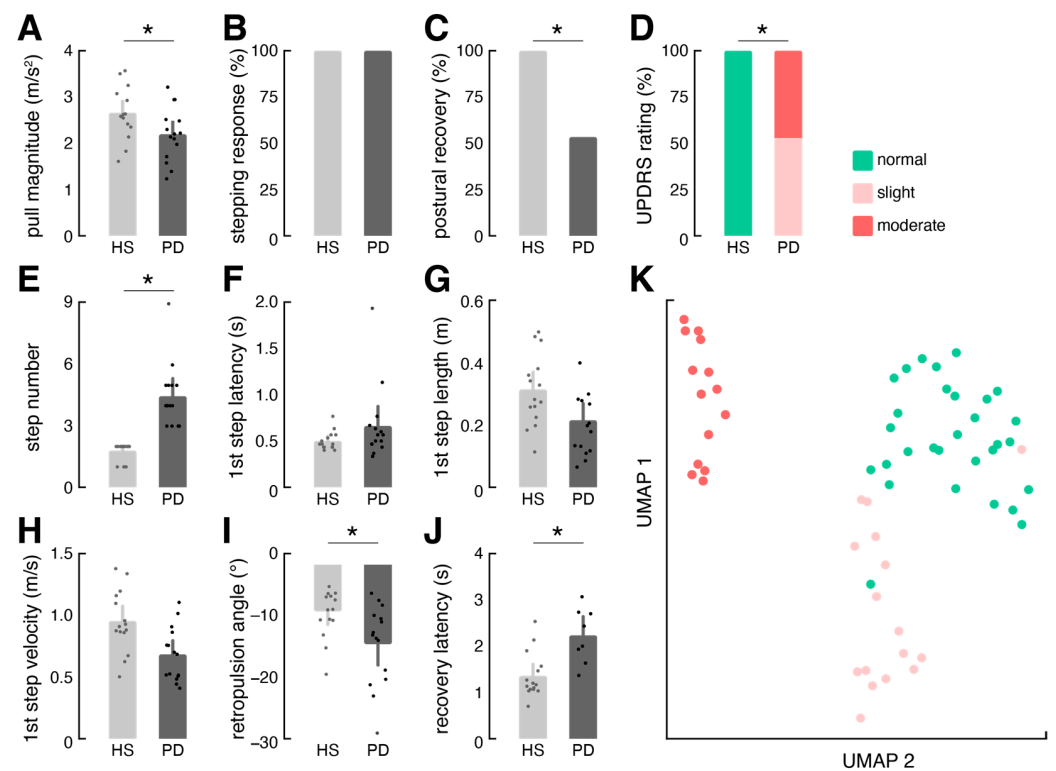 A
*
pull magnitude (m/s²)
4
3
2
1
0
HS PD
B
stepping response (%)
100
75
50
25
0
HS PD
C
*
postural recovery (%)
100
75
50
25
0
HS PD
D
*
UPDRS rating (%)
100
75
50
25
0
HS PD
normal
slight
moderate
E
*
step number
9
6
3
0
HS PD
F
1st step latency (s)
2.0
1.5
1.0
0.5
0
HS PD
G
1st step length (m)
0.6
0.4
0.2
0
HS PD
K
UMAP 1
UMAP 2
H
1st step velocity (m/s)
1.5
1.0
0.5
0
HS PD
I
*
retropulsion angle (°)
0
−10
−20
−30
HS PD
J
*
recovery latency (s)
4
3
2
1
0
HS PD